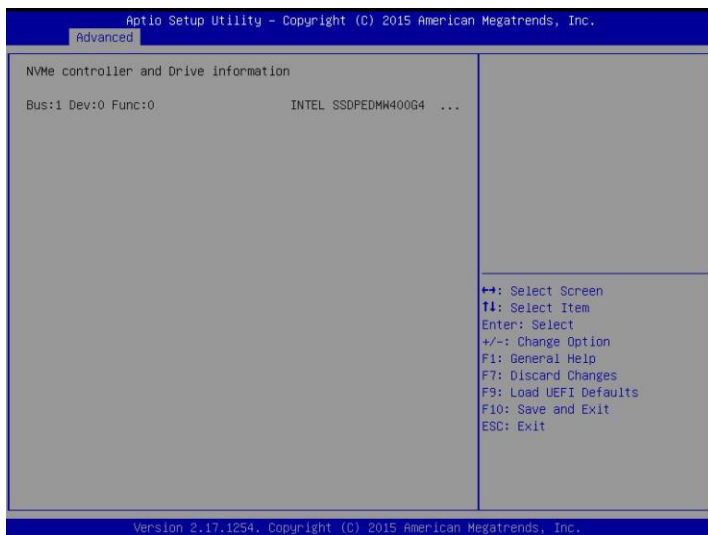 Aptio Setup Utility – Copyright (C) 2015 American Megatrends, Inc.
Advanced
NVMe controller and Drive information
Bus:1 Dev:0 Func:0 INTEL SSDPEDMW400G4 ...
↔: Select Screen
↑↓: Select Item
Enter: Select
+/-: Change Option
F1: General Help
F7: Discard Changes
F9: Load UEFI Defaults
F10: Save and Exit
ESC: Exit
Version 2.17.1254. Copyright (C) 2015 American Megatrends, Inc.